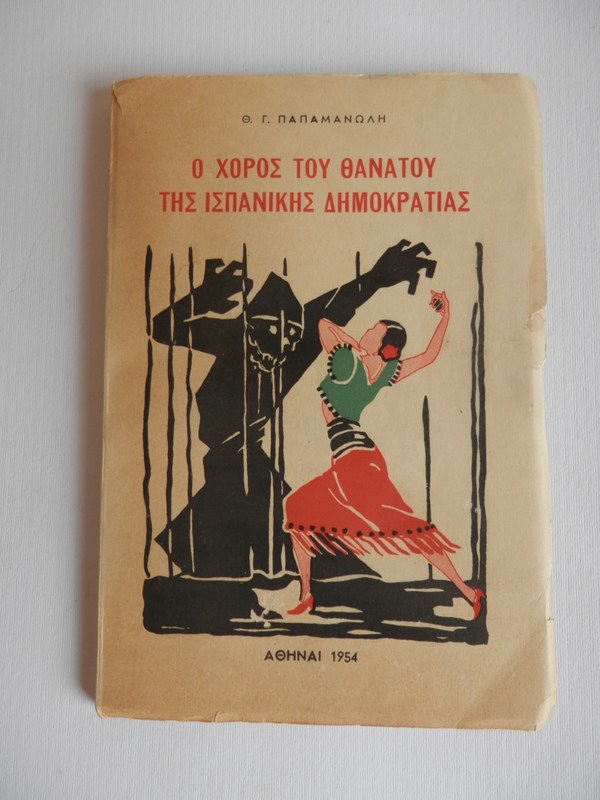 Θ. Γ. ΠΑΠΑΜΑΝΩΛΗ
Ο ΧΟΡΟΣ ΤΟΥ ΘΑΝΑΤΟΥ
ΤΗΣ ΙΣΠΑΝΙΚΗΣ ΔΗΜΟΚΡΑΤΙΑΣ
ΑΘΗΝΑΙ 1954